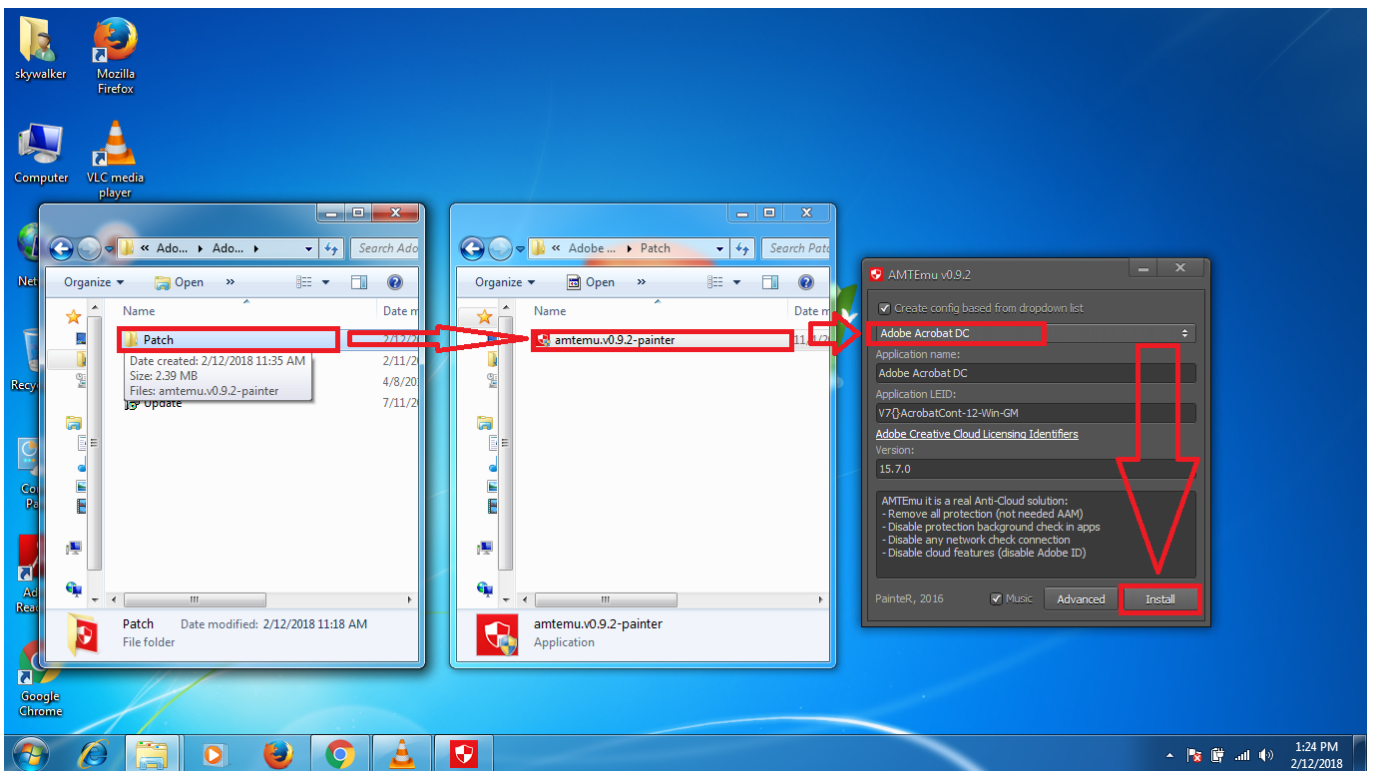 skywalker
Mozilla
Firefox
Computer
VLC media
player
Net
Recy
Co
Pa
Ad
Rea
Google
Chrome
Ado... Ado...
Search Ado
Organize
Open
»
Name
Date m
Patch
2/12/2
Date created: 2/12/2018 11:35 AM
Size: 2.39 MB
Files: amtemu.v0.9.2-painter
2/11/2
4/8/20
Update
7/11/2
Patch Date modified: 2/12/2018 11:18 AM
File folder
« Adobe ... Patch
Search Patc
Organize
Open
»
Name
Date m
amtemu.v0.9.2-painter
amtemu.v0.9.2-painter
Application
AMTEmu v0.9.2
Create config based from dropdown list
Adobe Acrobat DC
Application name:
Adobe Acrobat DC
Application LEID:
V7{}AcrobatCont-12-Win-GM
Adobe Creative Cloud Licensing Identifiers
Version:
15.7.0
AMTEmu it is a real Anti-Cloud solution:
- Remove all protection (not needed AAM)
- Disable protection background check in apps
- Disable any network check connection
- Disable cloud features (disable Adobe ID)
PainteR, 2016
Music
Advanced
Install
1:24 PM
2/12/2018